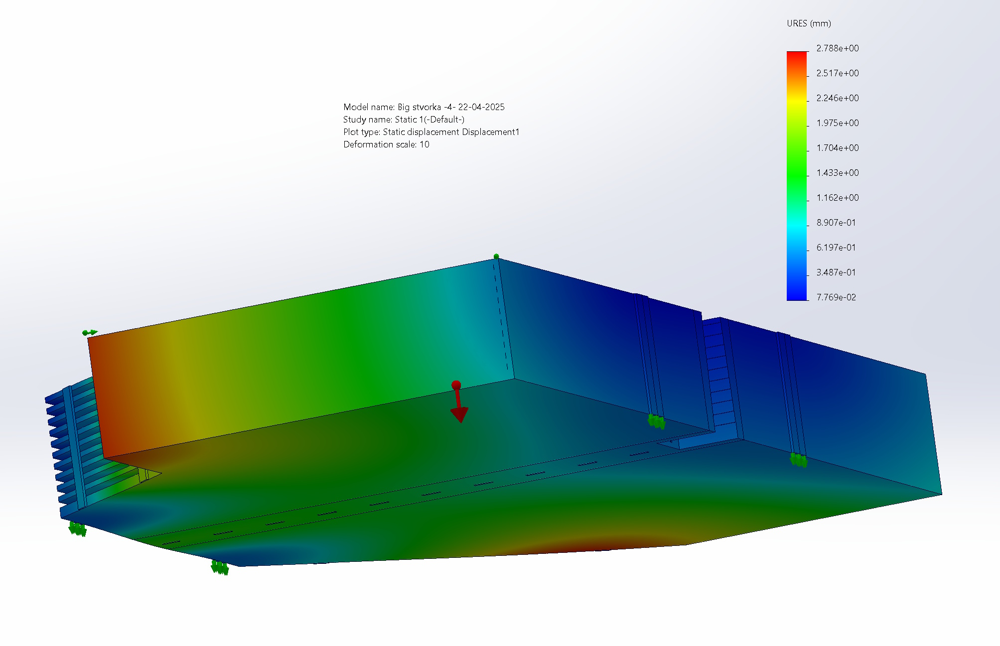 URES (mm)
2.788e+00
2.517e+00
2.246e+00
1.975e+00
1.704e+00
1.433e+00
1.162e+00
8.907e-01
6.197e-01
3.487e-01
7.769e-02
Model name: Big stvorka -4- 22-04-2025
Study name: Static 1(-Default-)
Plot type: Static displacement Displacement1
Deformation scale: 10